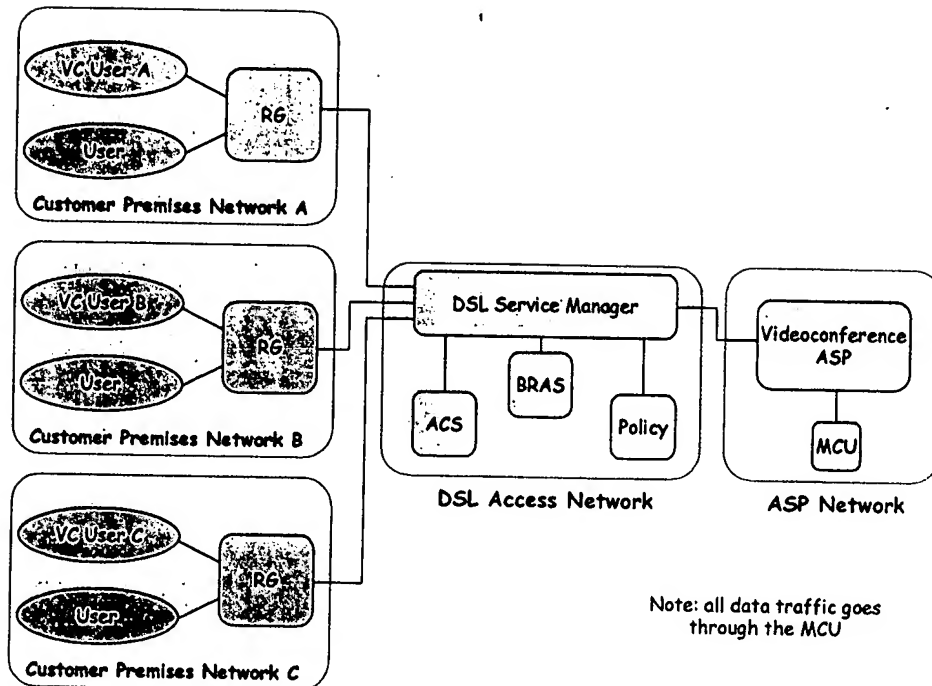 VC User A
User
RG
Customer Premises Network A
VC User B
User
RG
Customer Premises Network B
VC User C
User
RG
Customer Premises Network C
DSL Service Manager
ACS
BRAS
Policy
DSL Access Network
Videoconference
ASP
MCU
ASP Network
Note: all data traffic goes
through the MCU